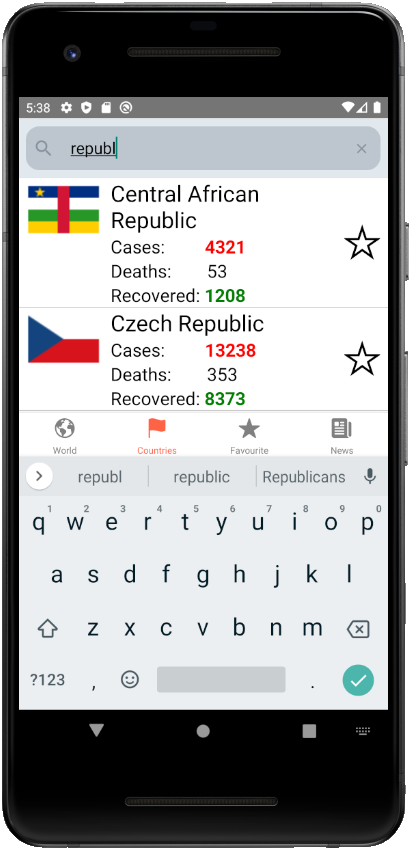 5:38
republ
Central African
Republic
Cases: 4321
Deaths: 53
Recovered: 1208
Czech Republic
Cases: 13238
Deaths: 353
Recovered: 8373
World Countries Favourite News
republ republic Republicans
1 2 3 4 5 6 7 8 9 0
q w e r t y u i o p
a s d f g h j k l
z x c v b n m
?123 , .